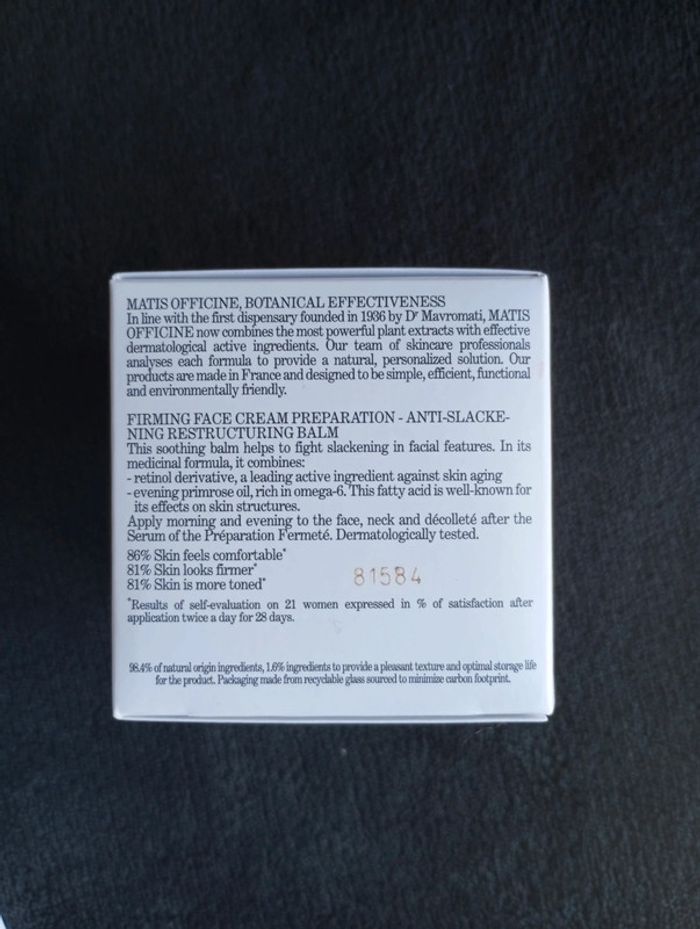 MATIS OFFICINE, BOTANICAL EFFECTIVENESS
In line with the first dispensary founded in 1936 by Dr Mavromati, MATIS
OFFICINE now combines the most powerful plant extracts with effective
dermatological active ingredients. Our team of skincare professionals
analyses each formula to provide a natural, personalized solution. Our
products are made in France and designed to be simple, efficient, functional
and environmentally friendly.
FIRMING FACE CREAM PREPARATION - ANTI-SLACKE-
NING RESTRUCTURING BALM
This soothing balm helps to fight slackening in facial features. In its
medicinal formula, it combines:
- retinol derivative, a leading active ingredient against skin aging
- evening primrose oil, rich in omega-6. This fatty acid is well-known for
its effects on skin structures.
Apply morning and evening to the face, neck and décolleté after the
Serum of the Préparation Fermeté. Dermatologically tested.
86% Skin feels comfortable*
81% Skin looks firmer*
81% Skin is more toned*
81584
*Results of self-evaluation on 21 women expressed in % of satisfaction after
application twice a day for 28 days.
98.4% of natural origin ingredients, 1.6% ingredients to provide a pleasant texture and optimal storage life
for the product. Packaging made from recyclable glass sourced to minimize carbon footprint.